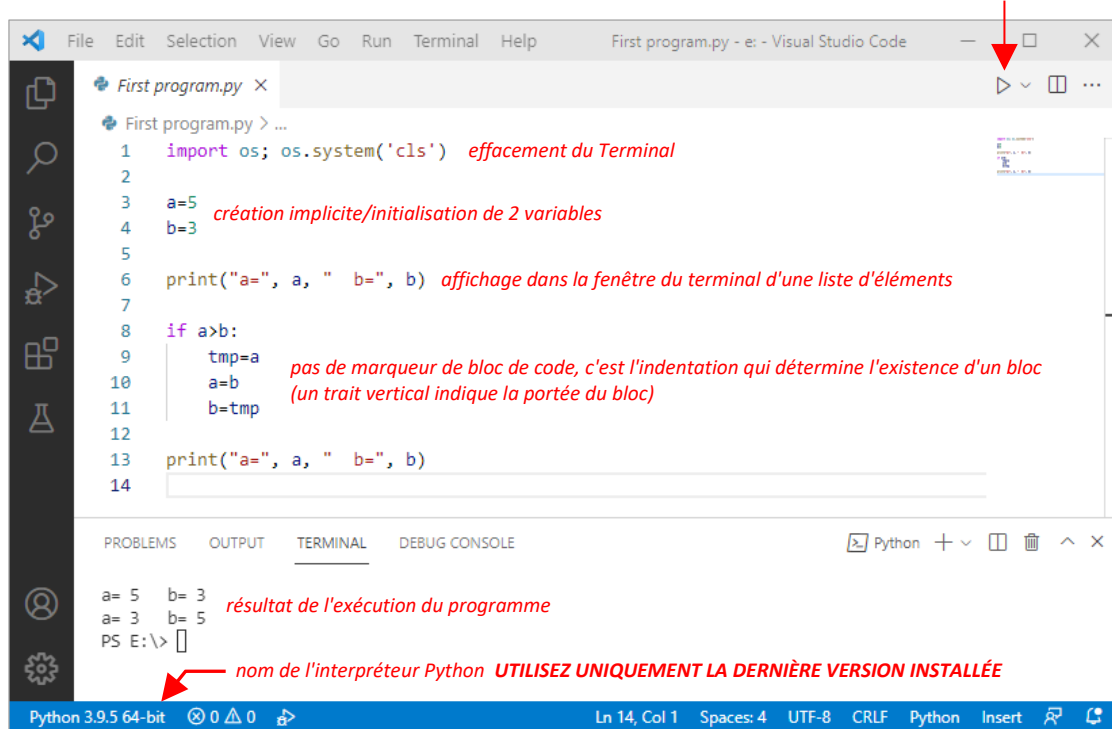 File Edit Selection View Go Run Terminal Help First program.py - e: - Visual Studio Code
First program.py
First program.py > ...
1 import os; os.system('cls') effacement du Terminal
2
3 a=5
création implicite/initialisation de 2 variables
4 b=3
5
6 print("a=", a, "  b=", b) affichage dans la fenêtre du terminal d'une liste d'éléments
7
8 if a>b:
9 tmp=a
pas de marqueur de bloc de code, c'est l'indentation qui détermine l'existence d'un bloc
10 a=b
(un trait vertical indique la portée du bloc)
11 b=tmp
12
13 print("a=", a, "  b=", b)
14
PROBLEMS OUTPUT TERMINAL DEBUG CONSOLE Python
a= 5   b= 3
résultat de l'exécution du programme
a= 3   b= 5
PS E:\>
nom de l'interpréteur Python UTILISEZ UNIQUEMENT LA DERNIÈRE VERSION INSTALLÉE
Python 3.9.5 64-bit 0 0 Ln 14, Col 1 Spaces: 4 UTF-8 CRLF Python Insert